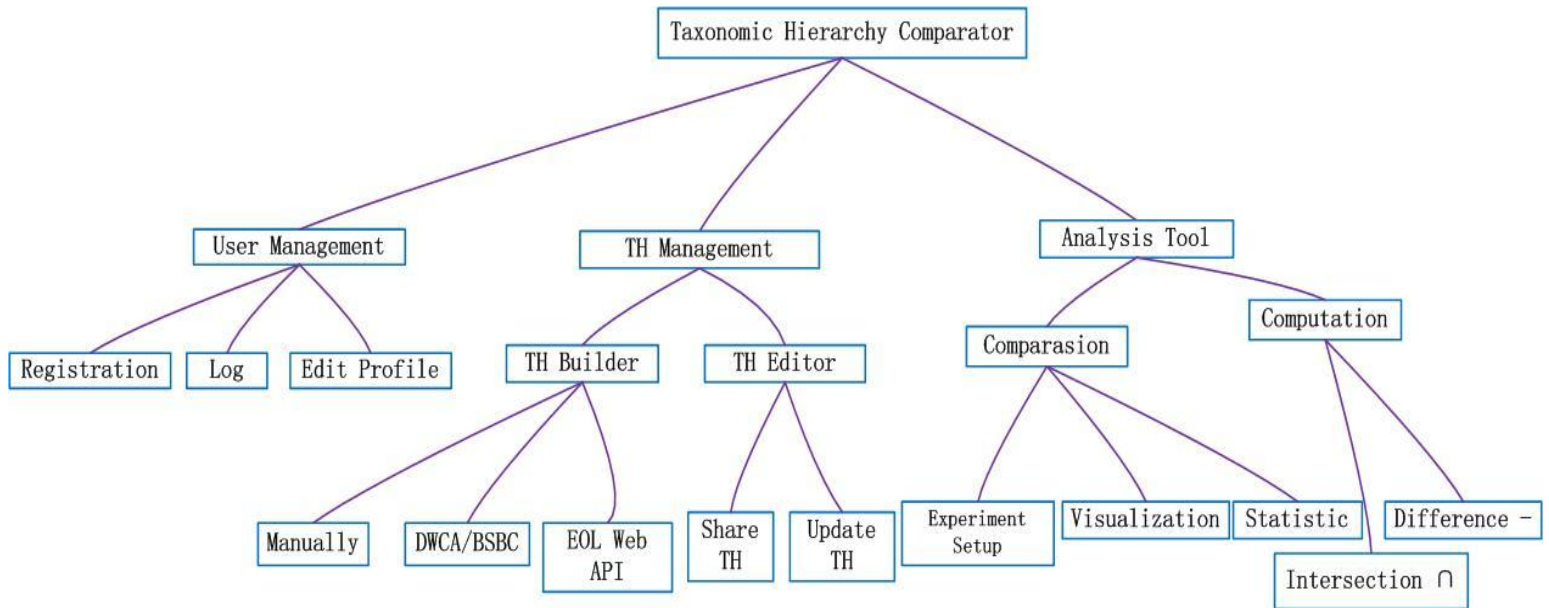 Taxonomic Hierarchy Comparator
User Management
TH Management
Analysis Tool
Registration
Log
Edit Profile
TH Builder
TH Editor
Comparasion
Computation
Manually
DWCA/BSBC
EOL Web
API
Share
TH
Update
TH
Experiment
Setup
Visualization
Statistic
Difference −
Intersection ∩